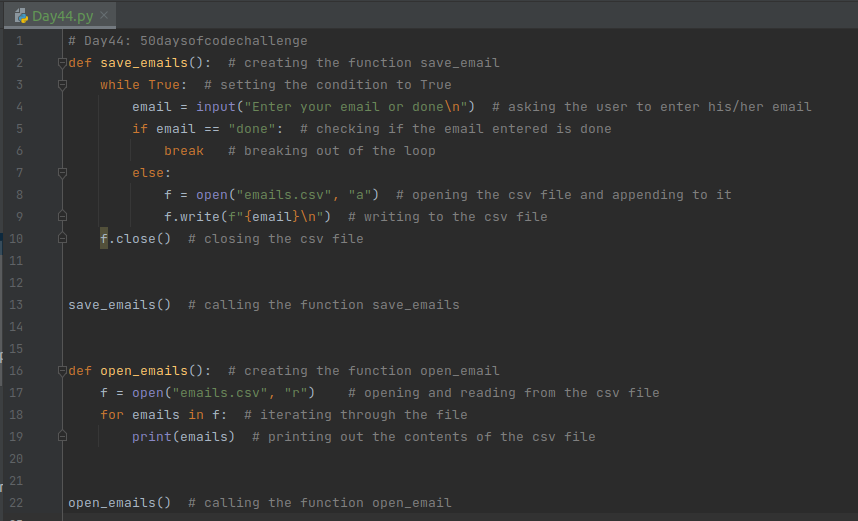 Day44.py
1 # Day44: 50daysofcodechallenge
2 def save_emails():  # creating the function save_email
3     while True:  # setting the condition to True
4         email = input("Enter your email or done\n")  # asking the user to enter his/her email
5         if email == "done":  # checking if the email entered is done
6             break   # breaking out of the loop
7         else:
8             f = open("emails.csv", "a")  # opening the csv file and appending to it
9             f.write(f"{email}\n")  # writing to the csv file
10     f.close()  # closing the csv file
11
12
13 save_emails()  # calling the function save_emails
14
15
16 def open_emails():  # creating the function open_email
17     f = open("emails.csv", "r")    # opening and reading from the csv file
18     for emails in f:  # iterating through the file
19         print(emails)  # printing out the contents of the csv file
20
21
22 open_emails()  # calling the function open_email